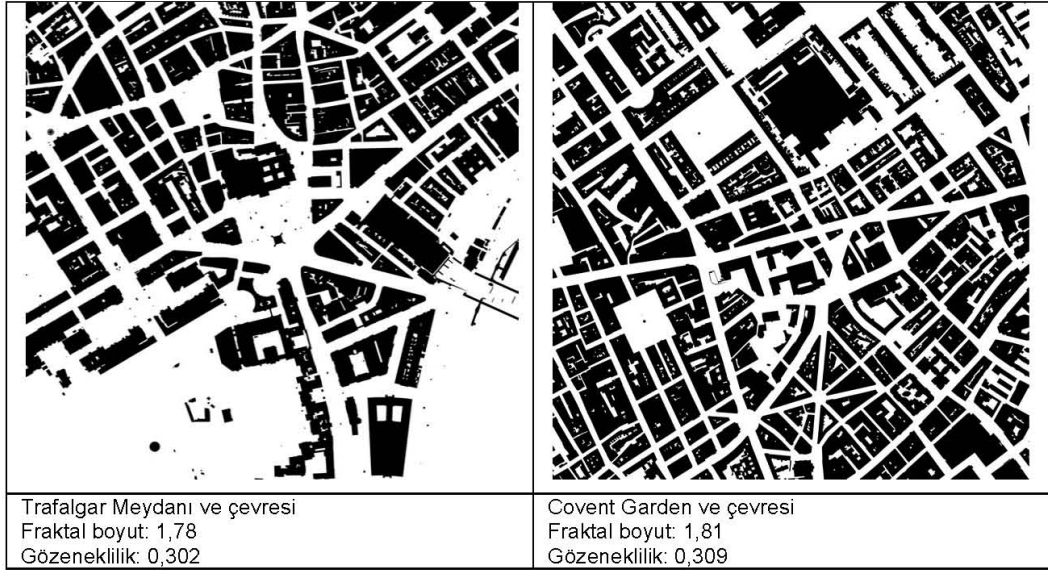 Trafalgar Meydanı ve çevresi
Fraktal boyut: 1,78
Gözeneklilik: 0,302
Covent Garden ve çevresi
Fraktal boyut: 1,81
Gözeneklilik: 0,309